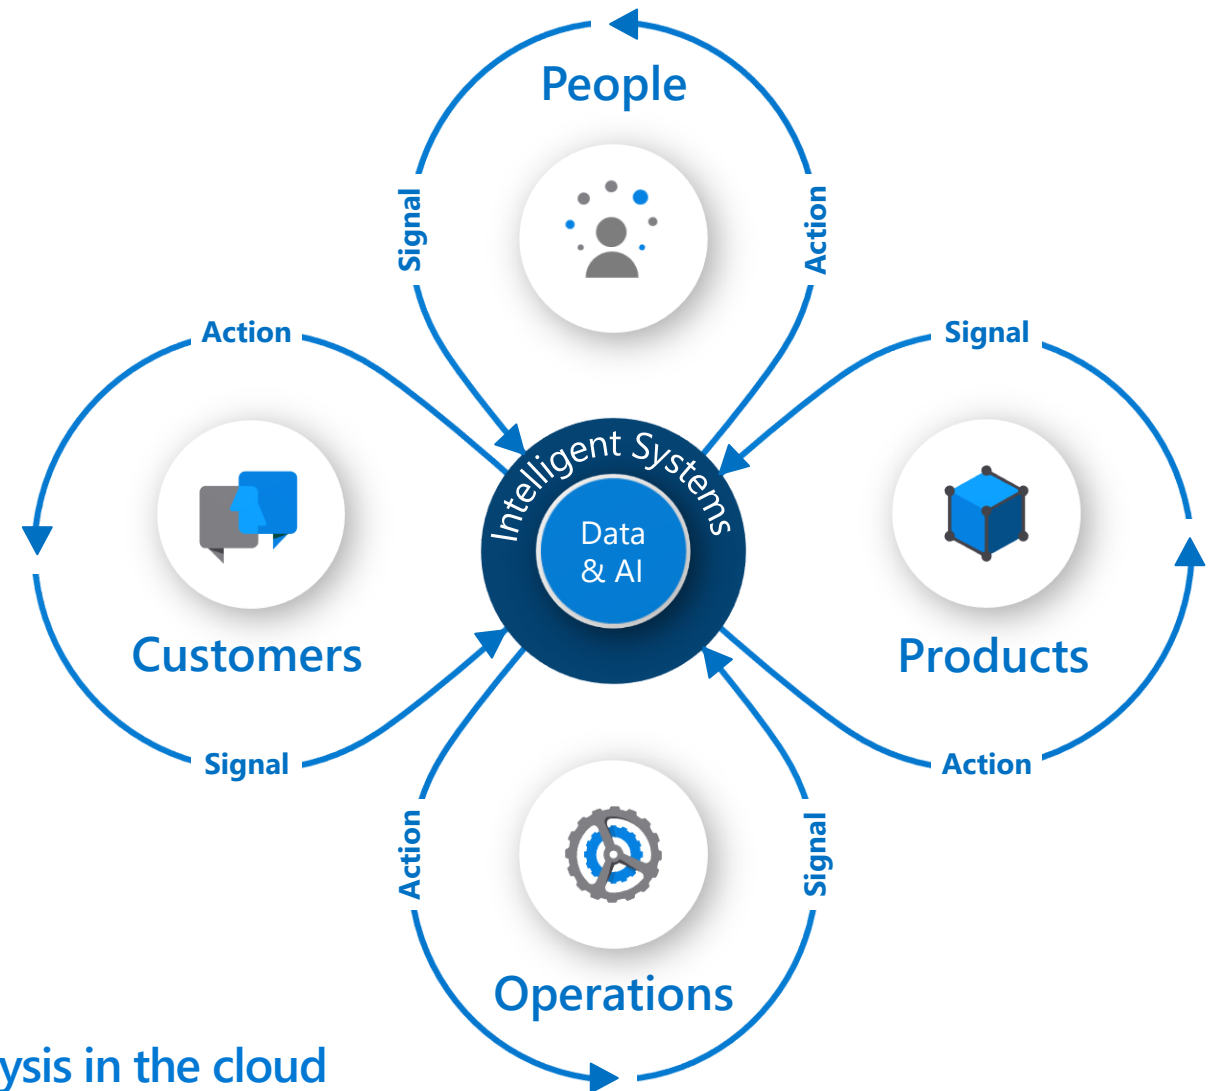 People
Signal
Action
Action
Signal
Intelligent Systems
Data
& AI
Customers
Products
Signal
Action
Action
Signal
Operations
ysis in the cloud